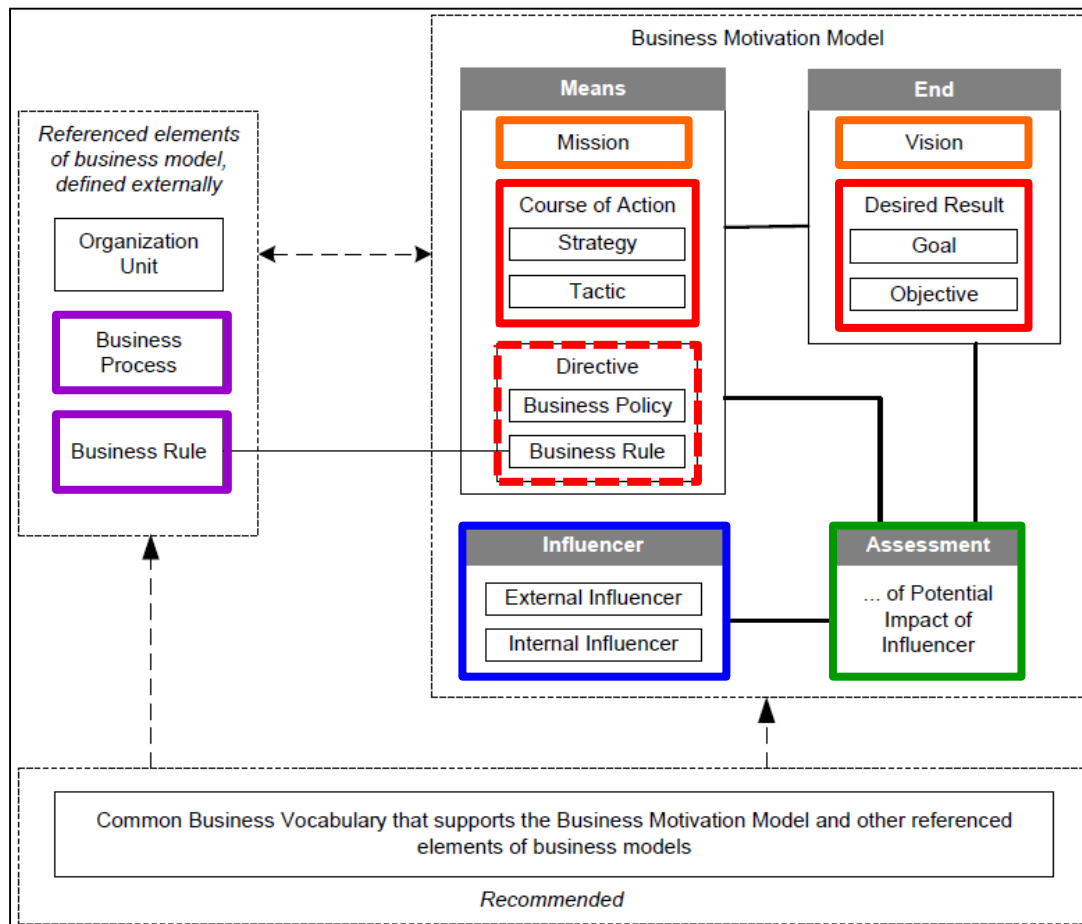 Business Motivation Model
Means
End
Mission
Vision
Course of Action
Strategy
Tactic
Desired Result
Goal
Objective
Directive
Business Policy
Business Rule
Referenced elements
of business model,
defined externally
Organization
Unit
Business
Process
Business Rule
Influencer
External Influencer
Internal Influencer
Assessment
... of Potential
Impact of
Influencer
Common Business Vocabulary that supports the Business Motivation Model and other referenced
elements of business models
Recommended